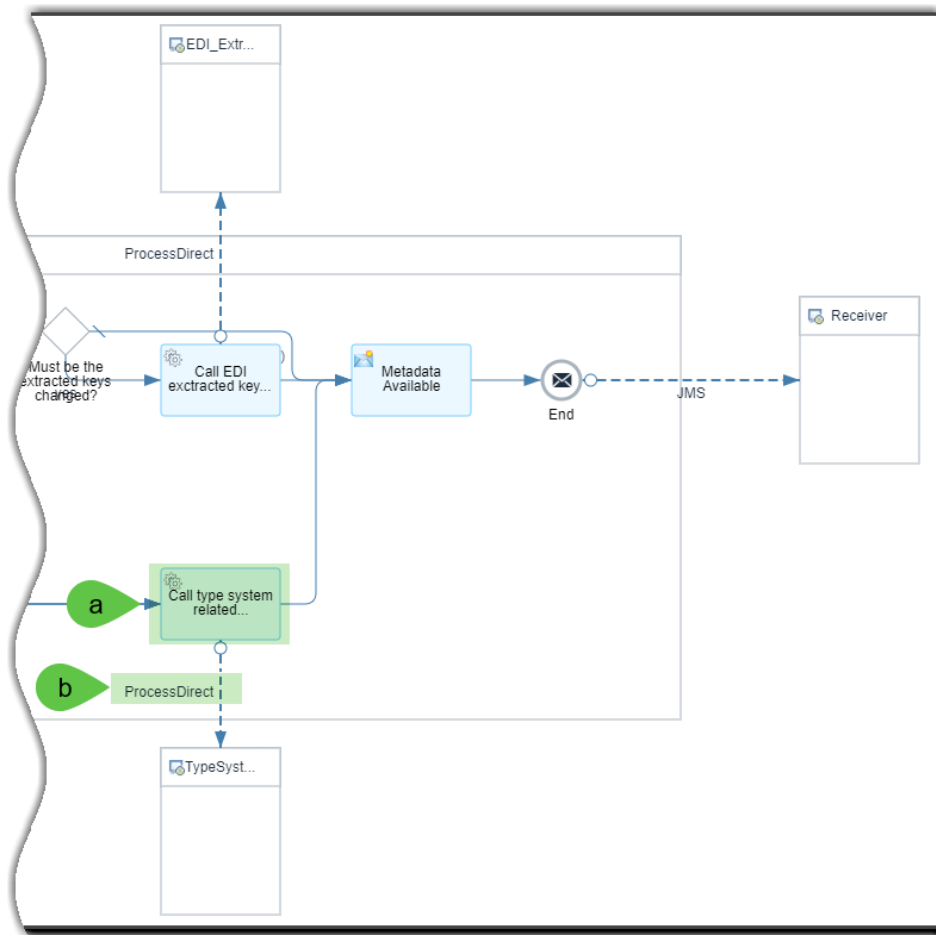 EDI_Extr...
ProcessDirect
Receiver
Must be the
extracted keys
changed?
yes
Call EDI
exctracted key...
Metadata
Available
End
JMS
a
Call type system
related...
b
ProcessDirect
TypeSyst...